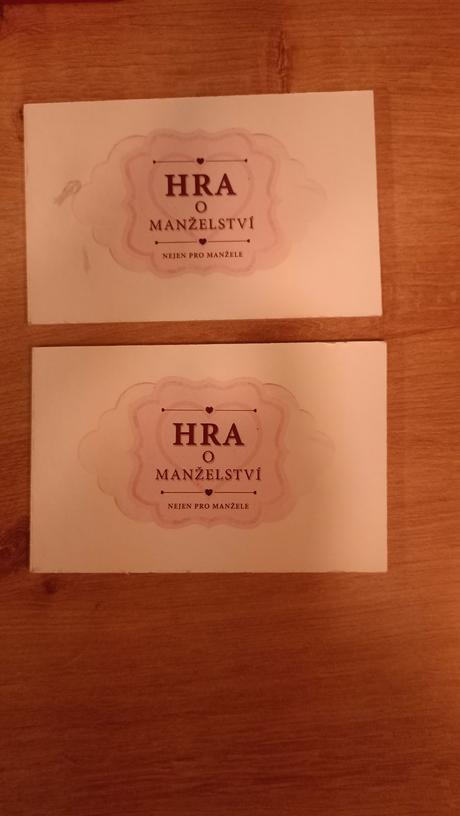 HRA
O
MANŽELSTVÍ
NEJEN PRO MANŽELE
HRA
O
MANŽELSTVÍ
NEJEN PRO MANŽELE